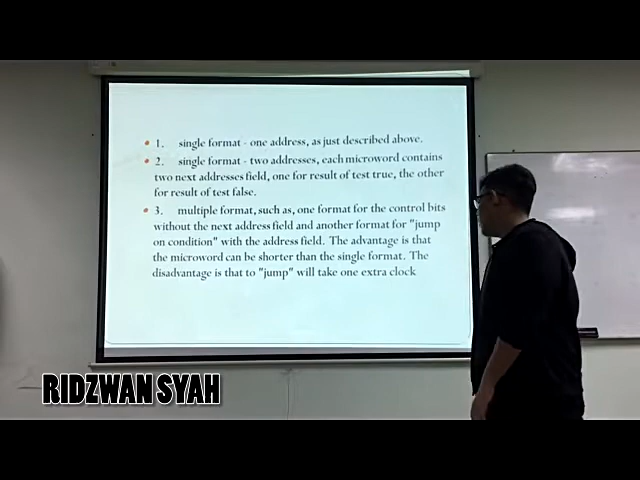 1. single format - one address, as just described above.
2. single format - two addresses, each microword contains
two next addresses field, one for result of test true, the other
for result of test false.
3. multiple format, such as, one format for the control bits
without the next address field and another format for "jump
on condition" with the address field. The advantage is that
the microword can be shorter than the single format. The
disadvantage is that to "jump" will take one extra clock
RIDZWAN SYAH